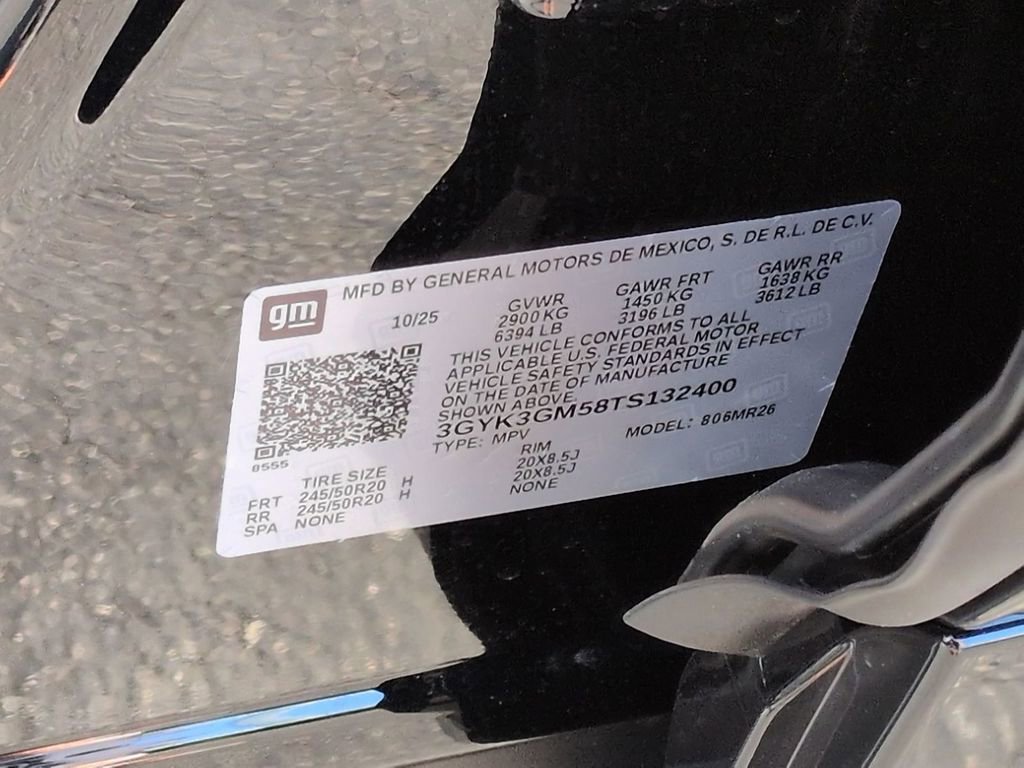 gm
MFD BY GENERAL MOTORS DE MEXICO, S. DE R.L. DE C.V.
10/25
GVWR GAWR FRT GAWR RR
2900 KG 1450 KG 1638 KG
6394 LB 3196 LB 3612 LB
THIS VEHICLE CONFORMS TO ALL
APPLICABLE U.S. FEDERAL MOTOR
VEHICLE SAFETY STANDARDS IN EFFECT
ON THE DATE OF MANUFACTURE
SHOWN ABOVE.
3GYK3GM58TS132400
TYPE: MPV MODEL: 806MR26
8555
TIRE SIZE RIM
FRT 245/50R20 H 20X8.5J
RR 245/50R20 H 20X8.5J
SPA NONE NONE